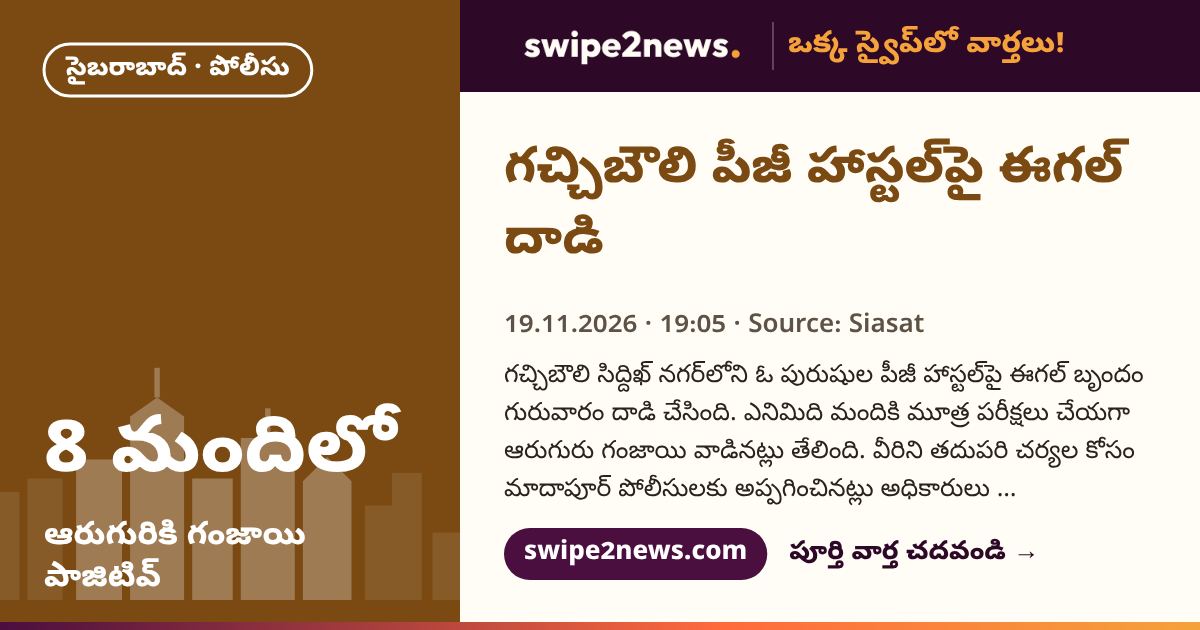 సైబరాబాద్ · పోలీసు
8 మందిలో
ఆరుగురికి గంజాయి
పాజిటివ్
swipe2news.
ఒక్క స్వైప్‌లో వార్తలు!
గచ్చిబౌలి పీజీ హాస్టల్‌పై ఈగల్
దాడి
19.11.2026 · 19:05 · Source: Siasat
గచ్చిబౌలి సిద్దిఖ్ నగర్‌లోని ఓ పురుషుల పీజీ హాస్టల్‌పై ఈగల్ బృందం
గురువారం దాడి చేసింది. ఎనిమిది మందికి మూత్ర పరీక్షలు చేయగా
ఆరుగురు గంజాయి వాడినట్లు తేలింది. వీరిని తదుపరి చర్యల కోసం
మాదాపూర్ పోలీసులకు అప్పగించినట్లు అధికారులు ...
swipe2news.com
పూర్తి వార్త చదవండి →